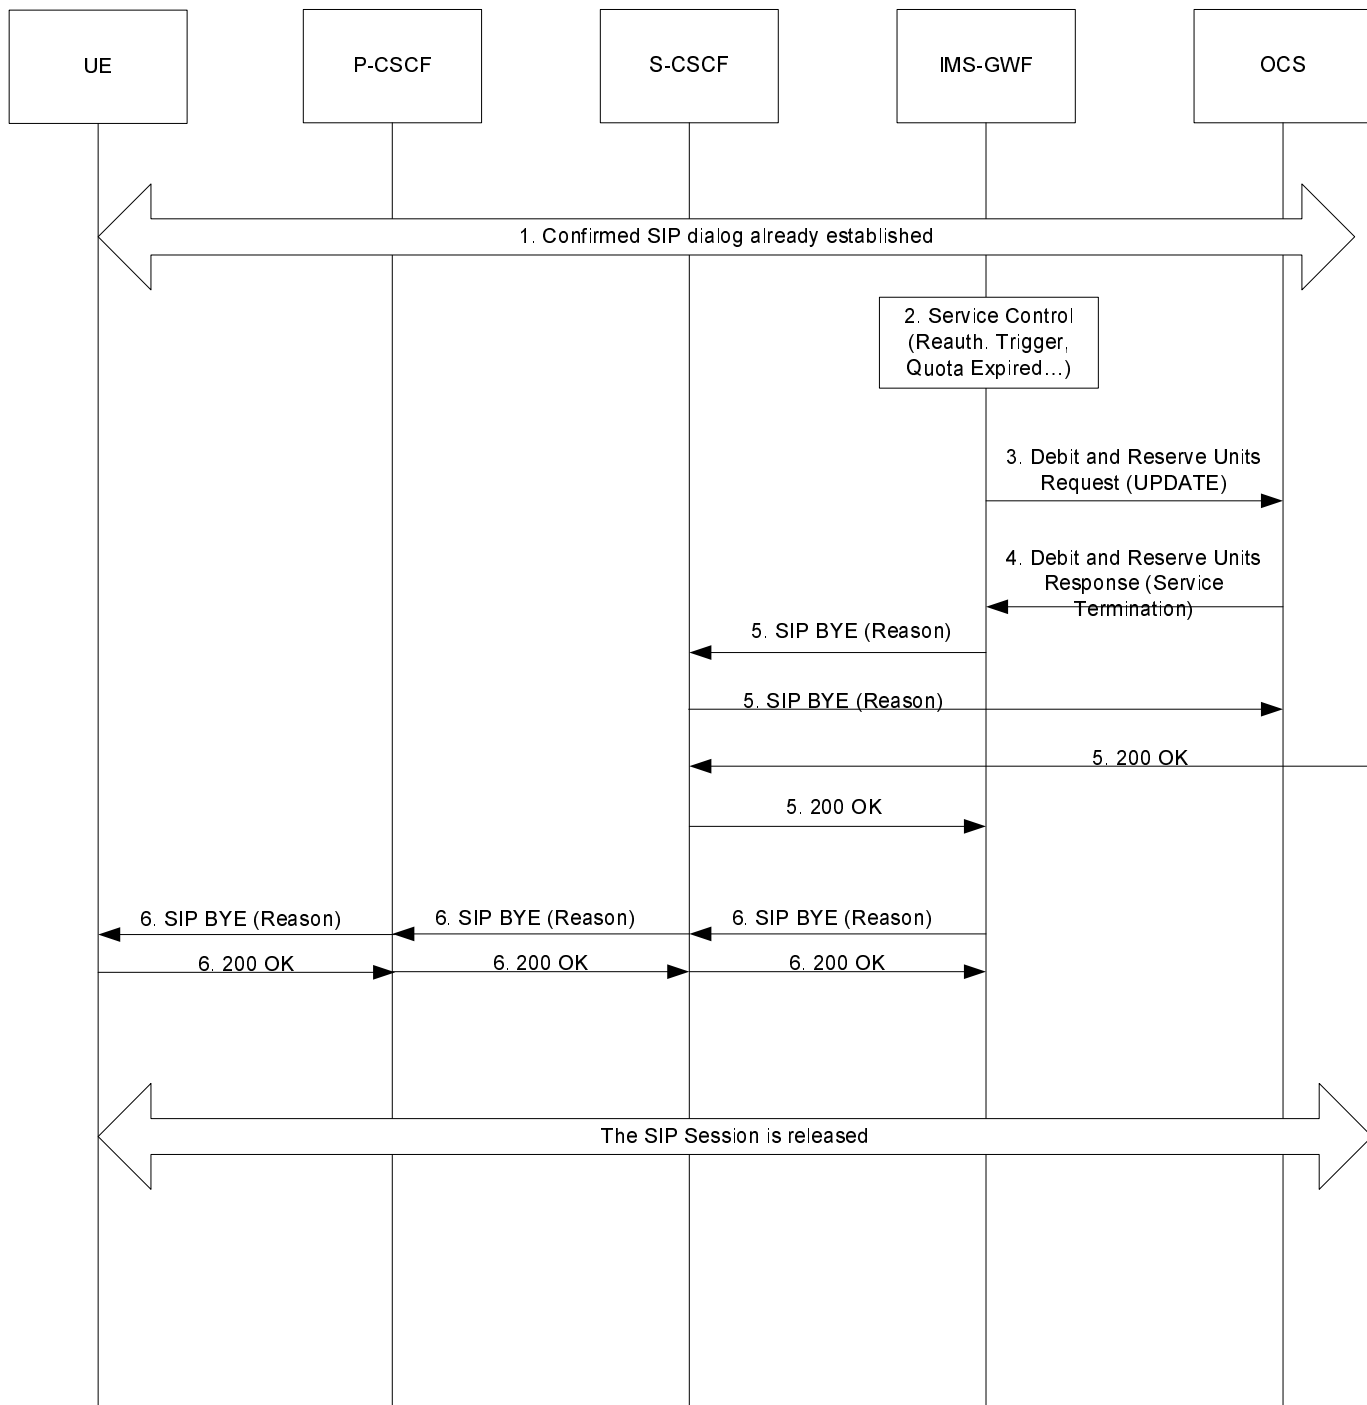 UE
P-CSCF
S-CSCF
IMS-GWF
OCS
1. Confirmed SIP dialog already established
2. Service Control
(Reauth. Trigger,
Quota Expired...)
3. Debit and Reserve Units
Request (UPDATE)
4. Debit and Reserve Units
Response (Service
Termination)
5. SIP BYE (Reason)
5. SIP BYE (Reason)
5. 200 OK
5. 200 OK
6. SIP BYE (Reason)
6. SIP BYE (Reason)
6. SIP BYE (Reason)
6. 200 OK
6. 200 OK
6. 200 OK
The SIP Session is released